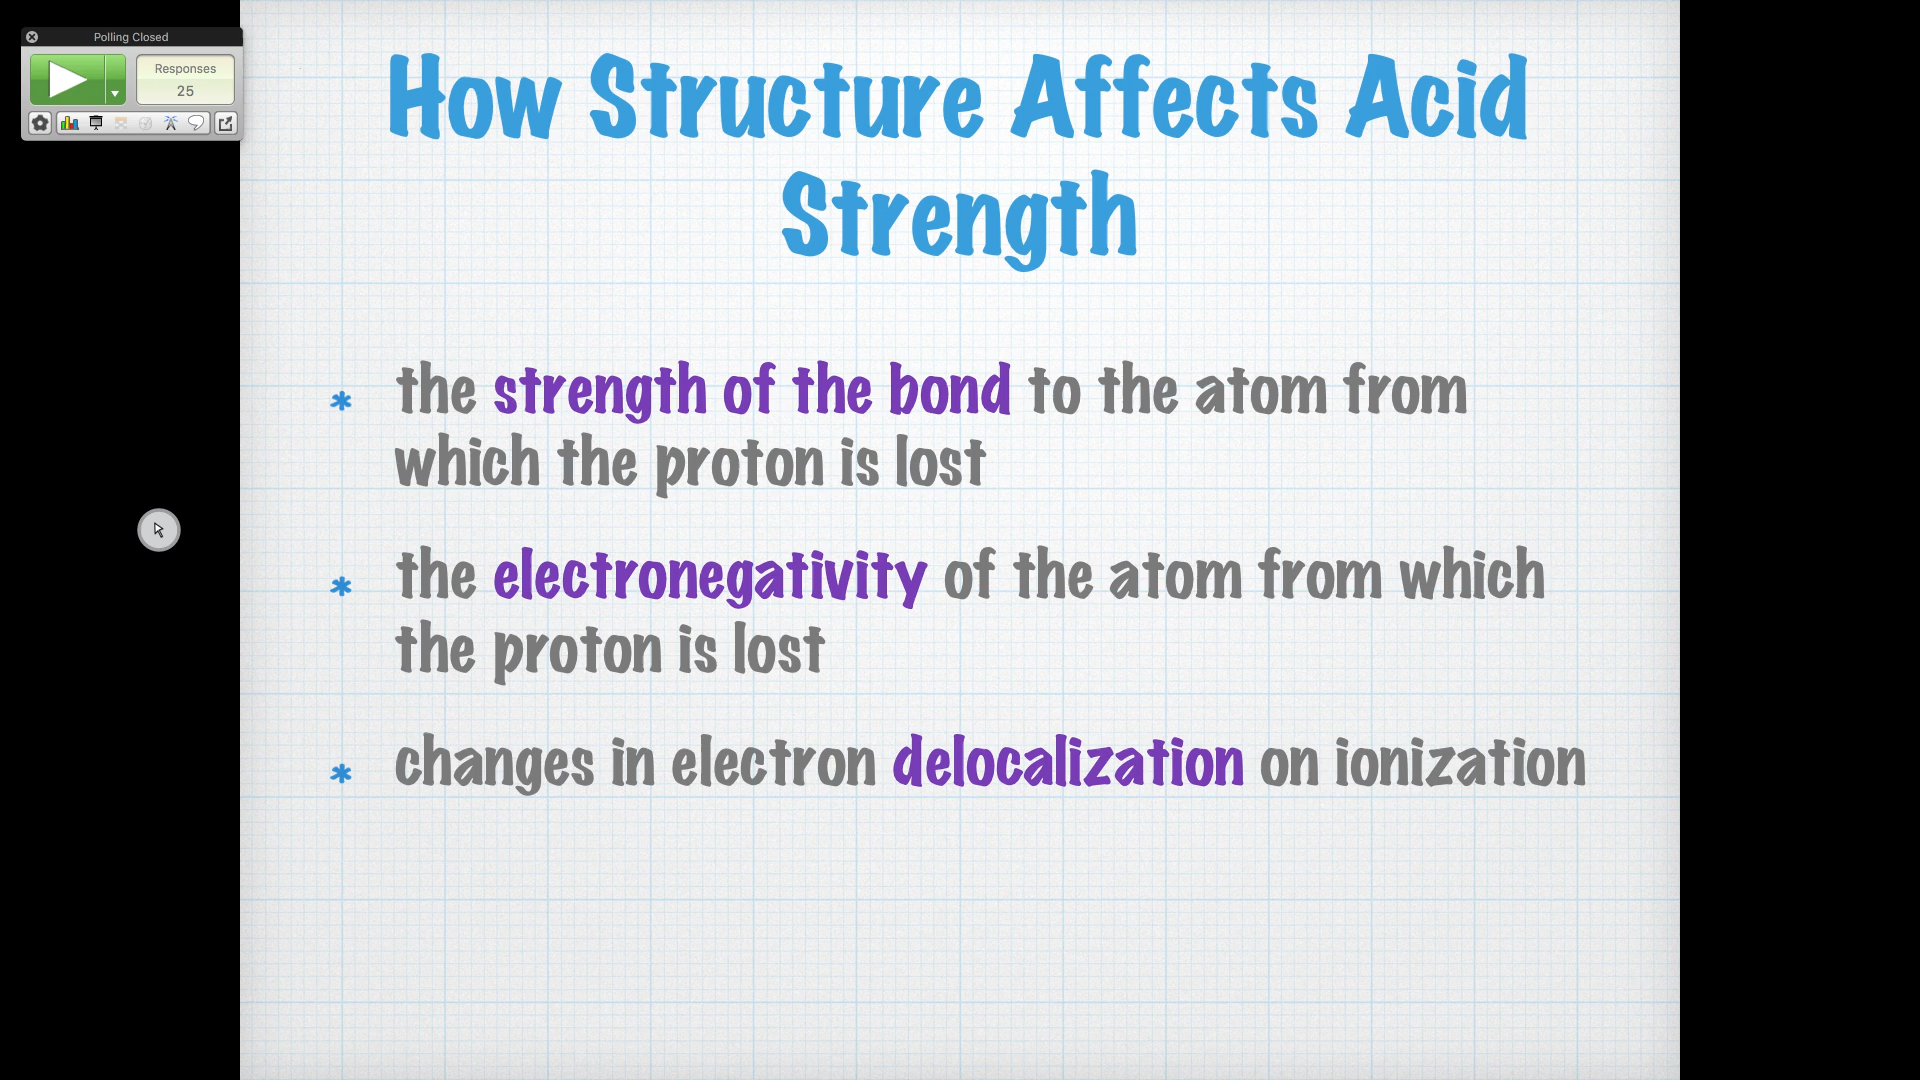 Polling Closed
Responses
25
How Structure Affects Acid
Strength
* the strength of the bond to the atom from
which the proton is lost
* the electronegativity of the atom from which
the proton is lost
* changes in electron delocalization on ionization